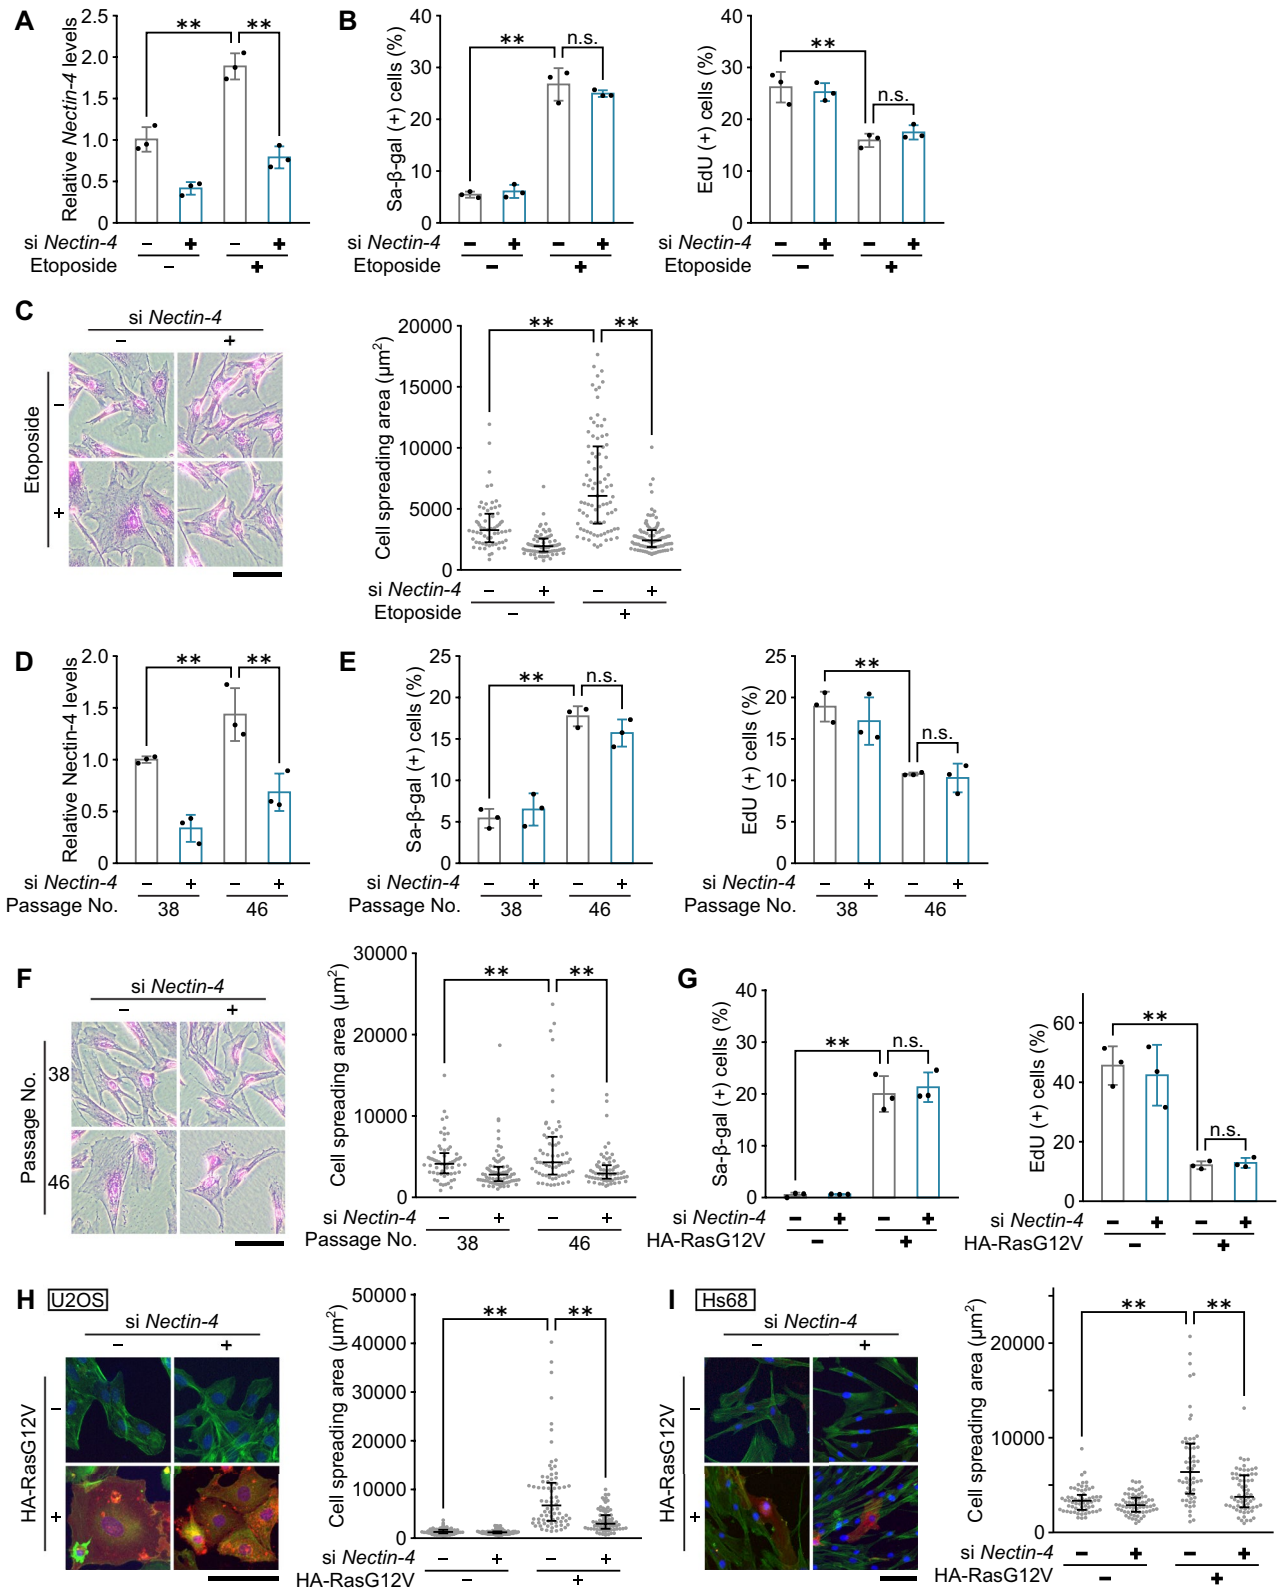 A
Relative Nectin-4 levels
2.5
2.0
1.5
1.0
0.5
0
** **
si Nectin-4 − + − +
Etoposide − +
B
Sa-β-gal (+) cells (%)
40
30
20
10
0
** n.s.
si Nectin-4 − + − +
Etoposide − +
EdU (+) cells (%)
40
30
20
10
0
** n.s.
si Nectin-4 − + − +
Etoposide − +
C
si Nectin-4
− +
Etoposide
−
+
Cell spreading area (μm²)
20000
15000
10000
5000
0
** **
si Nectin-4 − + − +
Etoposide − +
D
Relative Nectin-4 levels
2.0
1.5
1.0
0.5
0
** **
si Nectin-4 − + − +
Passage No. 38 46
E
Sa-β-gal (+) cells (%)
25
20
15
10
5
0
** n.s.
si Nectin-4 − + − +
Passage No. 38 46
EdU (+) cells (%)
25
20
15
10
5
0
** n.s.
si Nectin-4 − + − +
Passage No. 38 46
F
si Nectin-4
− +
Passage No.
38
46
Cell spreading area (μm²)
30000
20000
10000
0
** **
si Nectin-4 − + − +
Passage No. 38 46
G
Sa-β-gal (+) cells (%)
40
30
20
10
0
** n.s.
si Nectin-4 − + − +
HA-RasG12V − +
EdU (+) cells (%)
60
40
20
0
** n.s.
si Nectin-4 − + − +
HA-RasG12V − +
H U2OS
si Nectin-4
− +
HA-RasG12V
−
+
Cell spreading area (μm²)
50000
40000
30000
20000
10000
0
** **
si Nectin-4 − + − +
HA-RasG12V − +
I Hs68
si Nectin-4
− +
HA-RasG12V
−
+
Cell spreading area (μm²)
20000
10000
0
** **
si Nectin-4 − + − +
HA-RasG12V − +